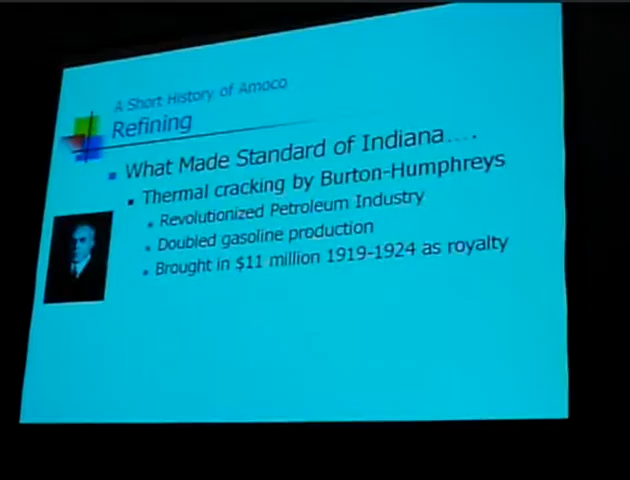 A Short History of Amoco
Refining
What Made Standard of Indiana....
Thermal cracking by Burton-Humphreys
Revolutionized Petroleum Industry
Doubled gasoline production
Brought in $11 million 1919-1924 as royalty